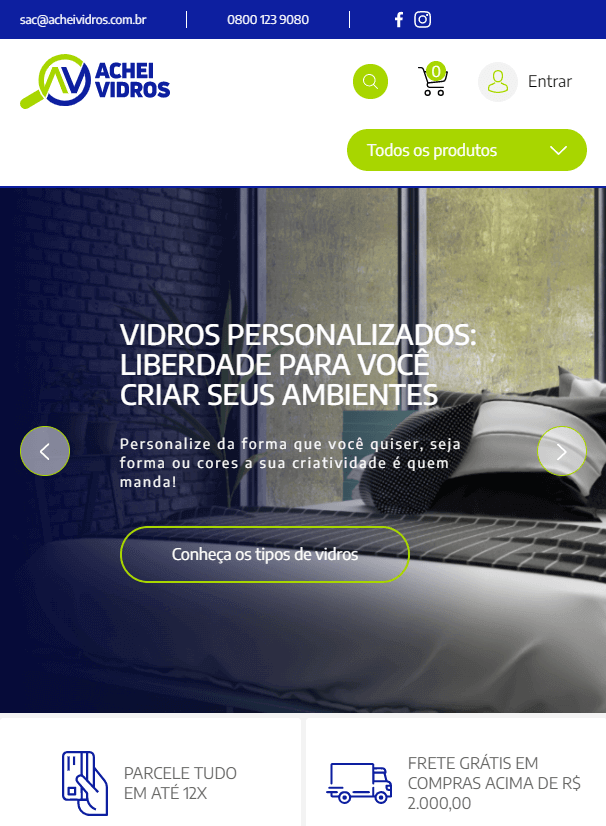 sac@acheividros.com.br
0800 123 9080
ACHEI
VIDROS
0
Entrar
Todos os produtos
VIDROS PERSONALIZADOS:
LIBERDADE PARA VOCÊ
CRIAR SEUS AMBIENTES
Personalize da forma que você quiser, seja
forma ou cores a sua criatividade é quem
manda!
Conheça os tipos de vidros
PARCELE TUDO
EM ATÉ 12X
FRETE GRÁTIS EM
COMPRAS ACIMA DE R$
2.000,00